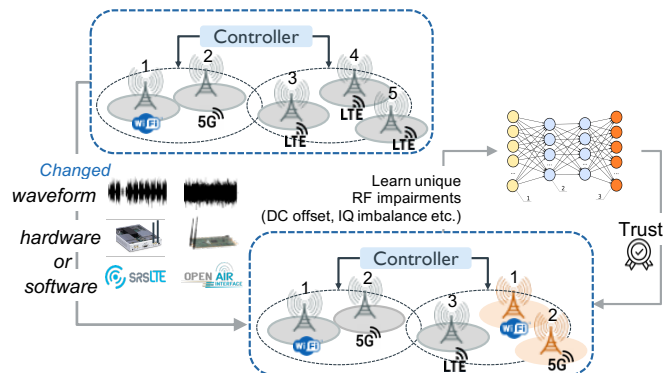 Controller
1
2
3
4
5
WiFi
5G
LTE
LTE
LTE
Changed
waveform
hardware
or
software
SRSLTE
OPEN AIR
INTERFACE
Learn unique
RF impairments
(DC offset, IQ imbalance etc.)
1
2
3
Trust
Controller
1
2
3
1
2
WiFi
5G
LTE
WiFi
5G